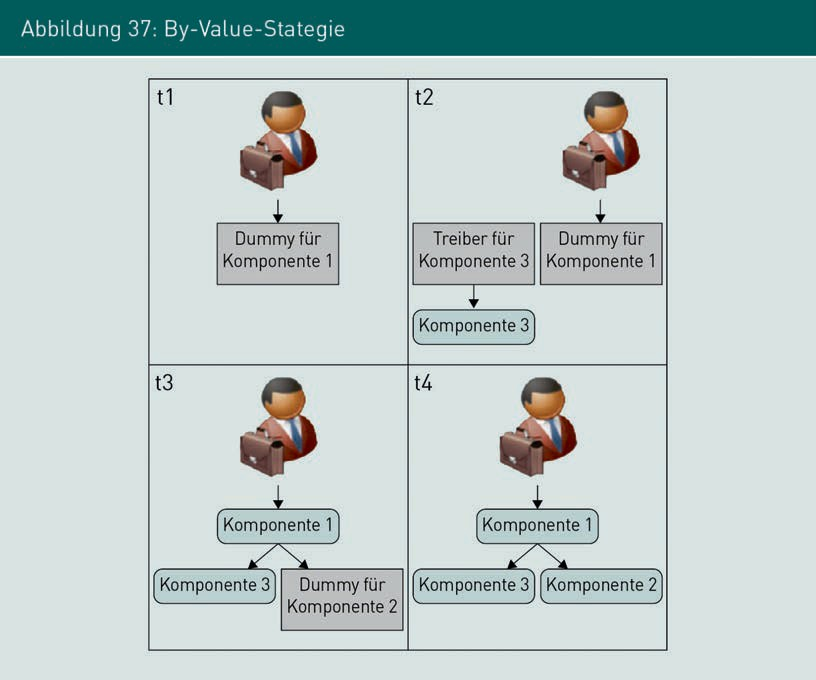 Abbildung 37: By-Value-Stategie
t1
Dummy für
Komponente 1
t2
Treiber für
Komponente 3
Dummy für
Komponente 1
Komponente 3
t3
Komponente 1
Komponente 3
Dummy für
Komponente 2
t4
Komponente 1
Komponente 3
Komponente 2